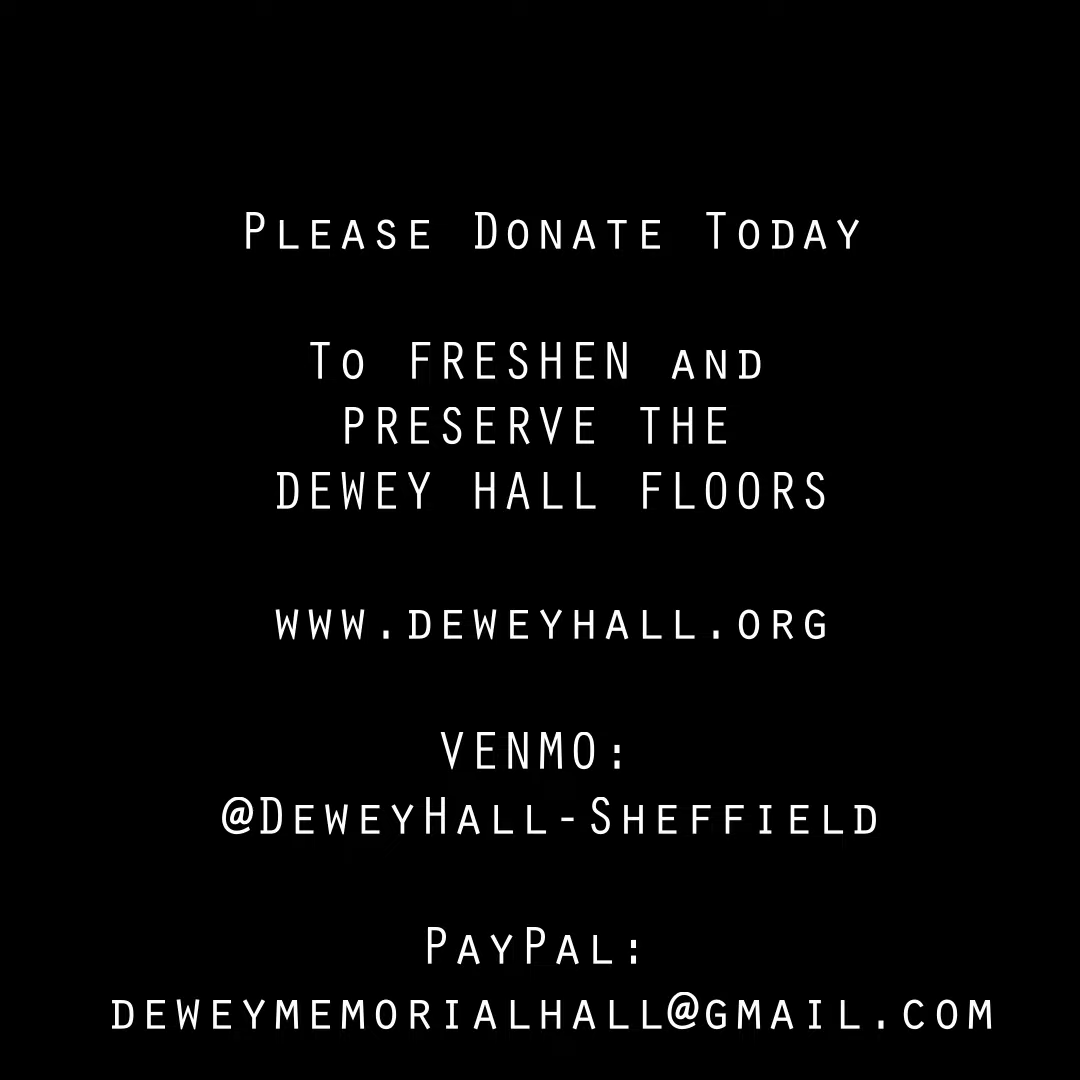 Please Donate Today
To FRESHEN and
PRESERVE THE
DEWEY HALL FLOORS
www.deweyhall.org
VENMO:
@DeweyHall-Sheffield
PayPal:
deweymemorialhall@gmail.com